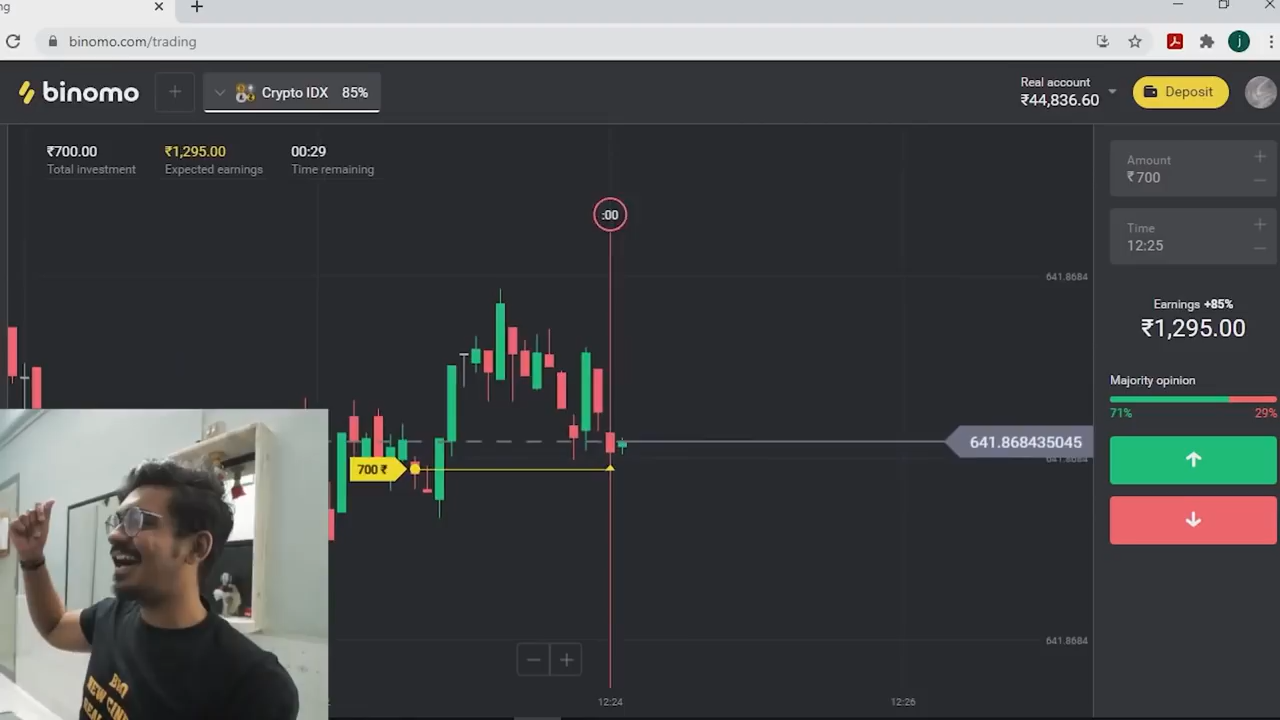 ng
binomo.com/trading
j
binomo
Crypto IDX 85%
Real account
₹44,836.60
Deposit
₹700.00
Total investment
₹1,295.00
Expected earnings
00:29
Time remaining
:00
Amount
₹700
Time
12:25
641.8684
Earnings +85%
₹1,295.00
Majority opinion
71% 29%
641.868435045
641.8684
700 ₹
641.8684
12:24
12:26
NEW